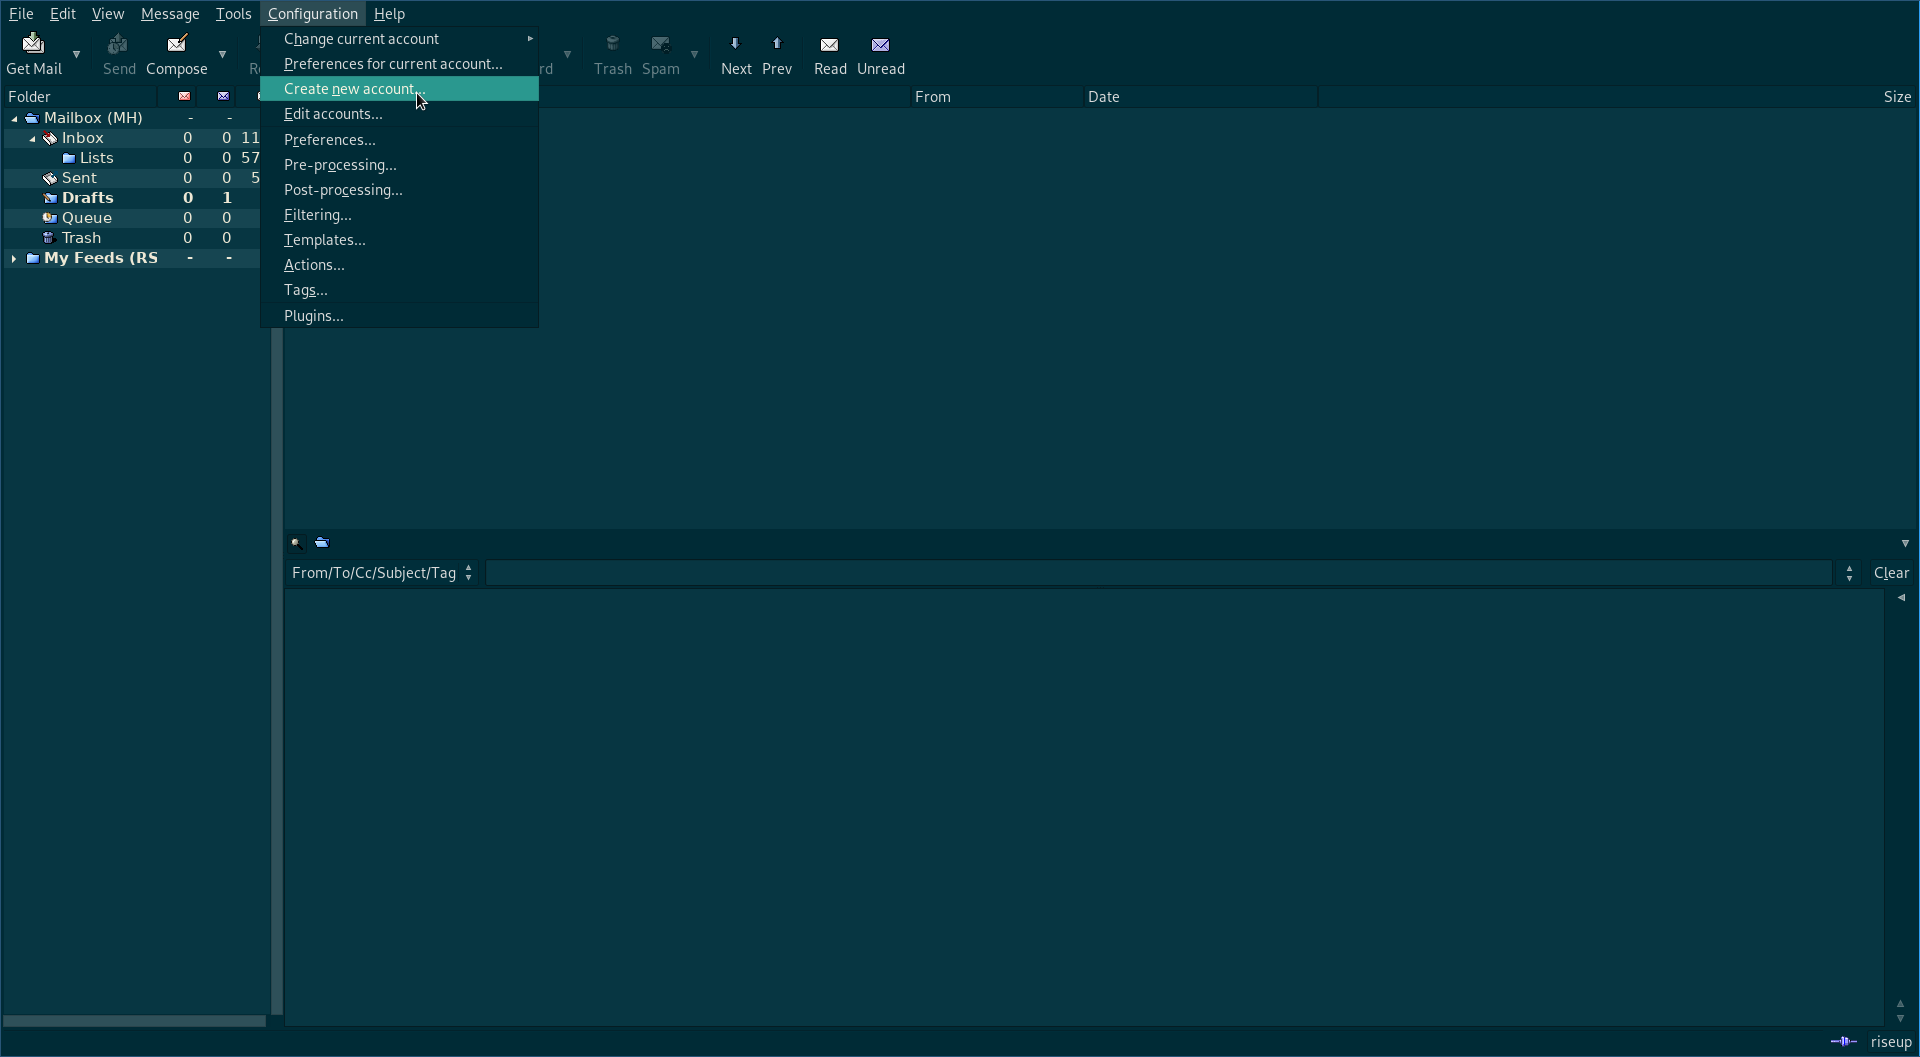 File Edit View Message Tools Configuration Help
Get Mail Send Compose Trash Spam Next Prev Read Unread
Change current account
Preferences for current account...
Create new account...
Edit accounts...
Preferences...
Pre-processing...
Post-processing...
Filtering...
Templates...
Actions...
Tags...
Plugins...
Folder From Date Size
Mailbox (MH) - -
Inbox 0 0 11
Lists 0 0 57
Sent 0 0 5
Drafts 0 1
Queue 0 0
Trash 0 0
My Feeds (RS - -
From/To/Cc/Subject/Tag Clear
riseup